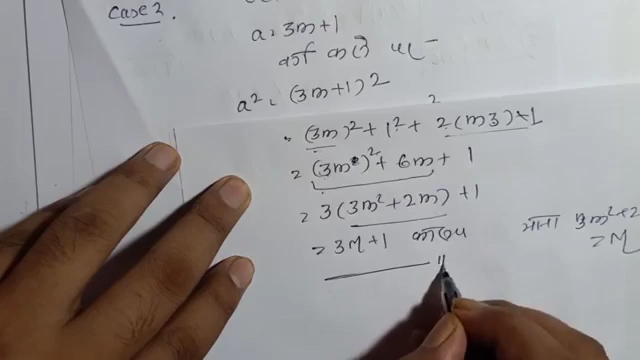 Case 2.
a = 3m+1
वर्ग करने पर -
a² = (3m+1)²
= (3m)² + 1² + 2(m3)×1
= (3m)² + 6m + 1
= 3(3m² + 2m) + 1
माना 3m²+2
= M
= 3M+1 का रूप